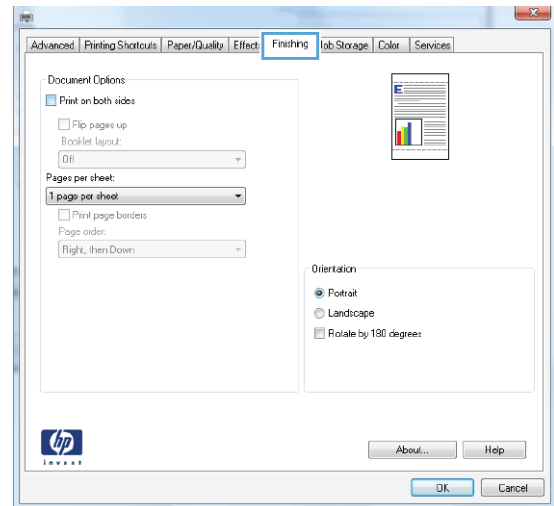 Advanced Printing Shortcuts Paper/Quality Effects Finishing Job Storage Color Services
Document Options
Print on both sides
Flip pages up
Booklet layout:
Off
Pages per sheet:
1 page per sheet
Print page borders
Page order:
Right, then Down
E
Orientation
Portrait
Landscape
Rotate by 180 degrees
hp
invent
About... Help
OK Cancel